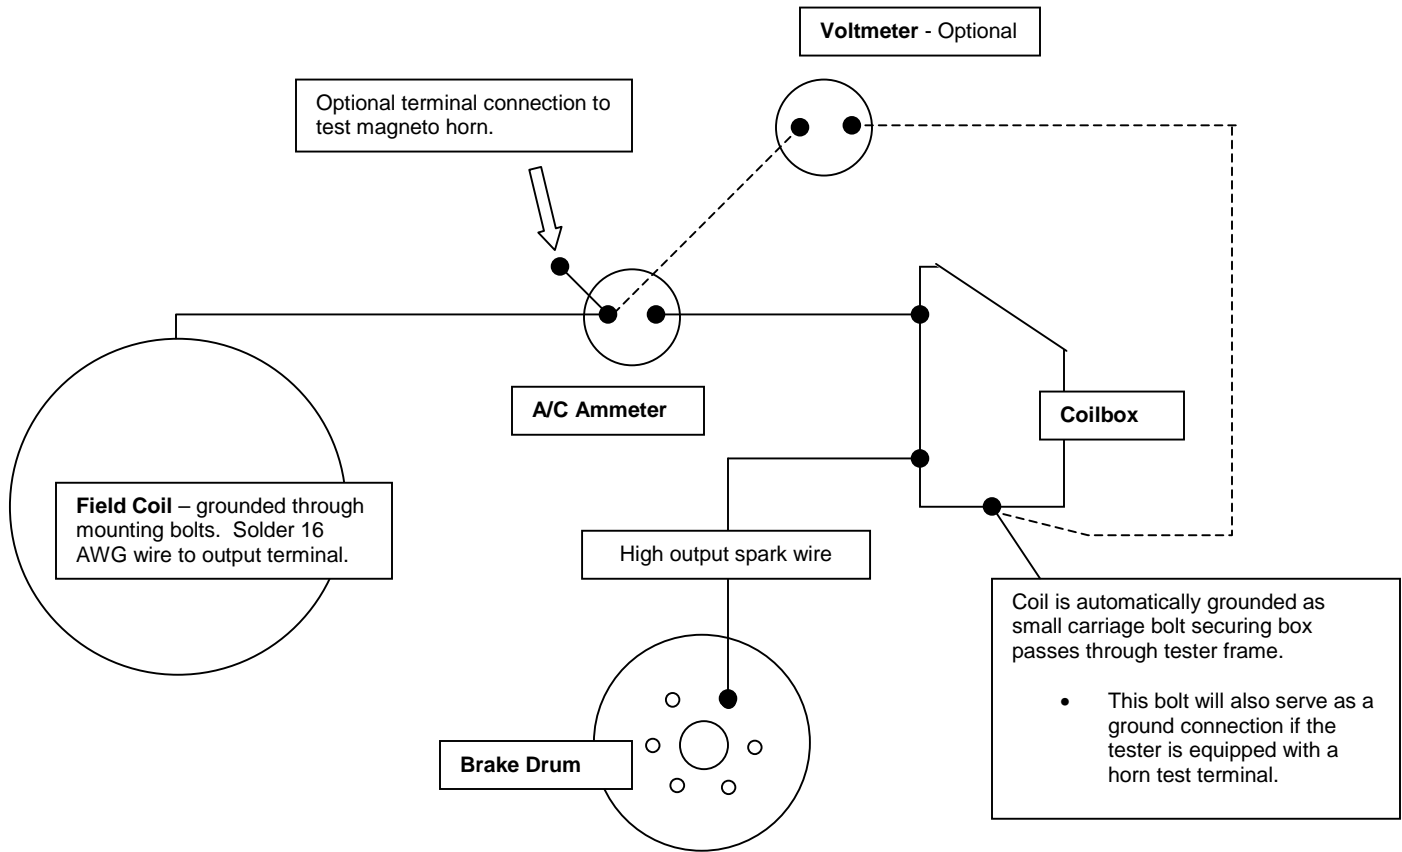 Voltmeter - Optional
Optional terminal connection to
test magneto horn.
A/C Ammeter
Coilbox
Field Coil – grounded through
mounting bolts.  Solder 16
AWG wire to output terminal.
High output spark wire
Coil is automatically grounded as
small carriage bolt securing box
passes through tester frame.
• This bolt will also serve as a
ground connection if the
tester is equipped with a
horn test terminal.
Brake Drum